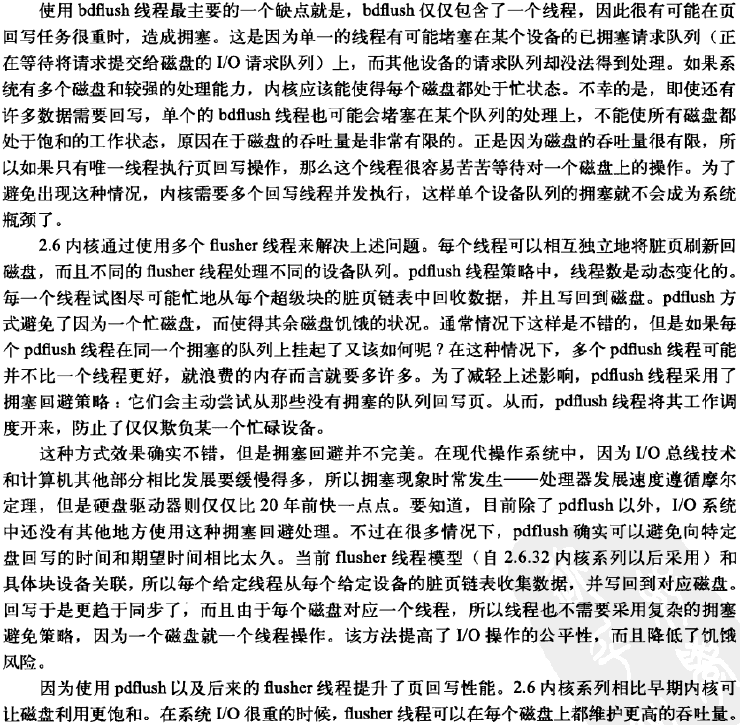 使用 bdflush 线程最主要的一个缺点就是，bdflush 仅仅包含了一个线程，因此很有可能在页
回写任务很重时，造成拥塞。这是因为单一的线程有可能堵塞在某个设备的已拥塞请求队列（正
在等待将请求提交给磁盘的 I/O 请求队列）上，而其他设备的请求队列却没法得到处理。如果系
统有多个磁盘和较强的处理能力，内核应该能使得每个磁盘都处于忙状态。不幸的是，即使还有
许多数据需要回写，单个的 bdflush 线程也可能会堵塞在某个队列的处理上，不能使所有磁盘都
处于饱和的工作状态，原因在于磁盘的吞吐量是非常有限的。正是因为磁盘的吞吐量很有限，所
以如果只有唯一线程执行页回写操作，那么这个线程很容易苦苦等待对一个磁盘上的操作。为了
避免出现这种情况，内核需要多个回写线程并发执行，这样单个设备队列的拥塞就不会成为系统
瓶颈了。
2.6 内核通过使用多个 flusher 线程来解决上述问题。每个线程可以相互独立地将脏页刷新回
磁盘，而且不同的 flusher 线程处理不同的设备队列。pdflush 线程策略中，线程数是动态变化的。
每一个线程试图尽可能忙地从每个超级块的脏页链表中回收数据，并且写回到磁盘。pdflush 方
式避免了因为一个忙磁盘，而使得其余磁盘饥饿的状况。通常情况下这样是不错的，但是如果每
个 pdflush 线程在同一个拥塞的队列上挂起了又该如何呢？在这种情况下，多个 pdflush 线程可能
并不比一个线程更好，就浪费的内存而言就要多许多。为了减轻上述影响，pdflush 线程采用了
拥塞回避策略：它们会主动尝试从那些没有拥塞的队列回写页。从而，pdflush 线程将其工作调
度开来，防止了仅仅欺负某一个忙碌设备。
这种方式效果确实不错，但是拥塞回避并不完美。在现代操作系统中，因为 I/O 总线技术
和计算机其他部分相比发展要缓慢得多，所以拥塞现象时常发生——处理器发展速度遵循摩尔
定理，但是硬盘驱动器则仅仅比 20 年前快一点点。要知道，目前除了 pdflush 以外，I/O 系统
中还没有其他地方使用这种拥塞回避处理。不过在很多情况下，pdflush 确实可以避免向特定
盘回写的时间和期望时间相比太久。当前 flusher 线程模型（自 2.6.32 内核系列以后采用）和
具体块设备关联，所以每个给定线程从每个给定设备的脏页链表收集数据，并写回到对应磁盘。
回写于是更趋于同步了，而且由于每个磁盘对应一个线程，所以线程也不需要采用复杂的拥塞
避免策略，因为一个磁盘就一个线程操作。该方法提高了 I/O 操作的公平性，而且降低了饥饿
风险。
因为使用 pdflush 以及后来的 flusher 线程提升了页回写性能。2.6 内核系列相比早期内核可
让磁盘利用更饱和。在系统 I/O 很重的时候，flusher 线程可以在每个磁盘上都维护更高的吞吐量。